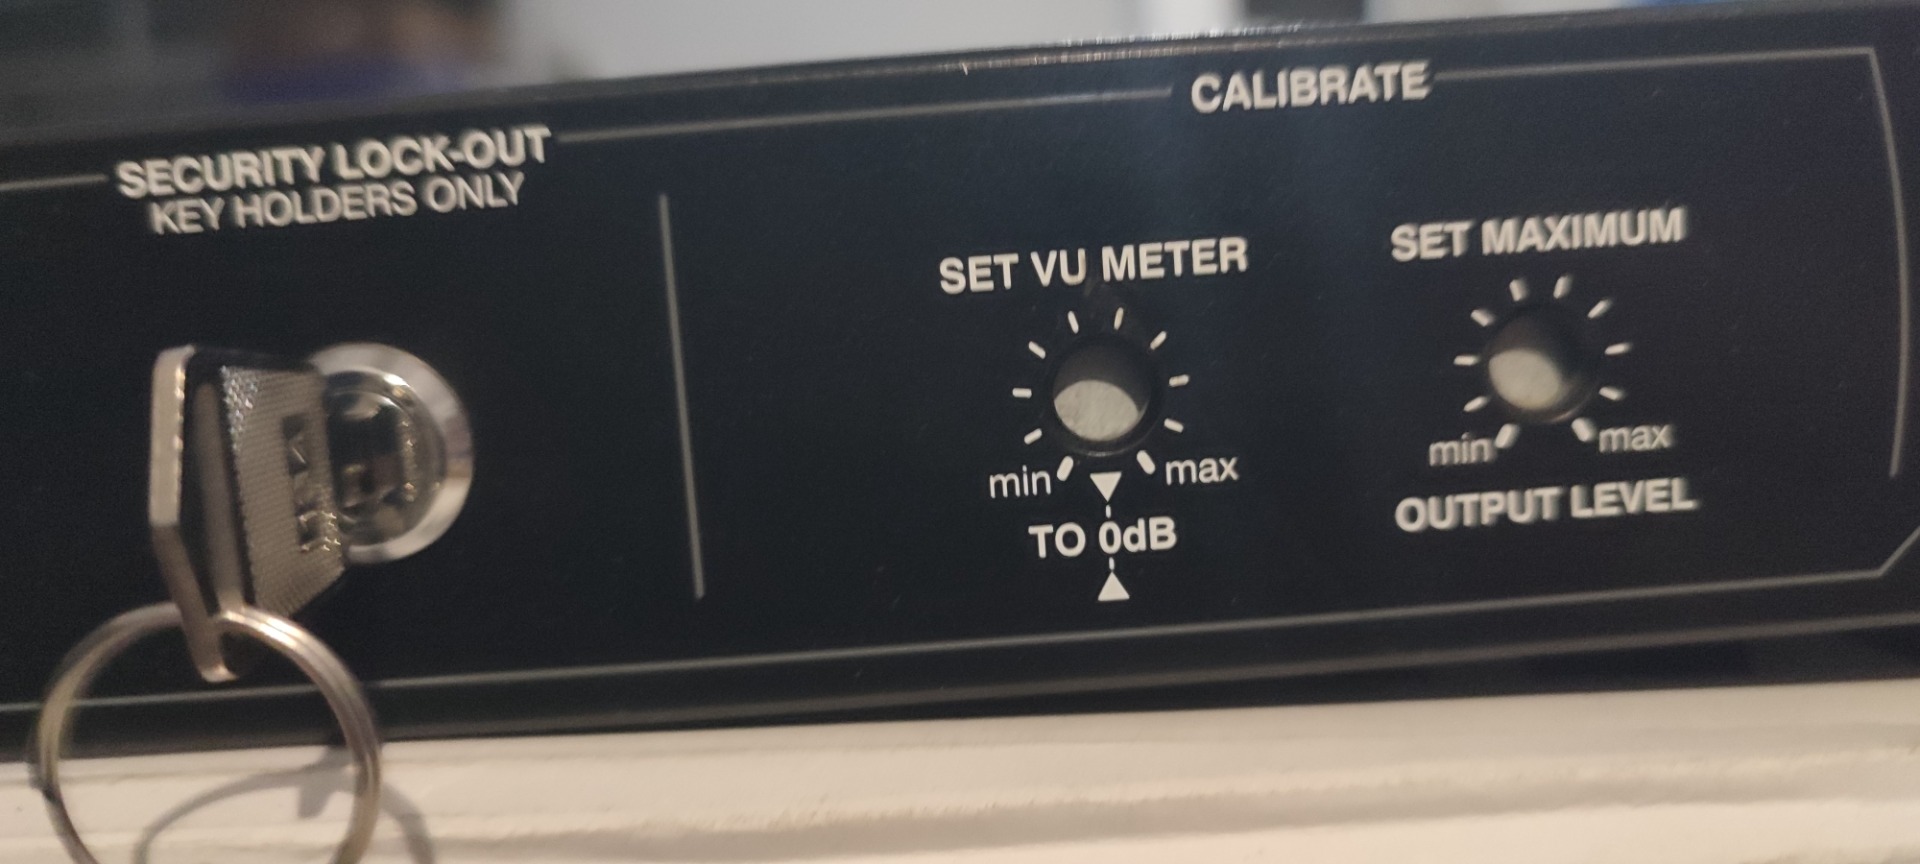 SECURITY LOCK-OUT
KEY HOLDERS ONLY
CALIBRATE
SET VU METER
min max
TO 0dB
SET MAXIMUM
min max
OUTPUT LEVEL